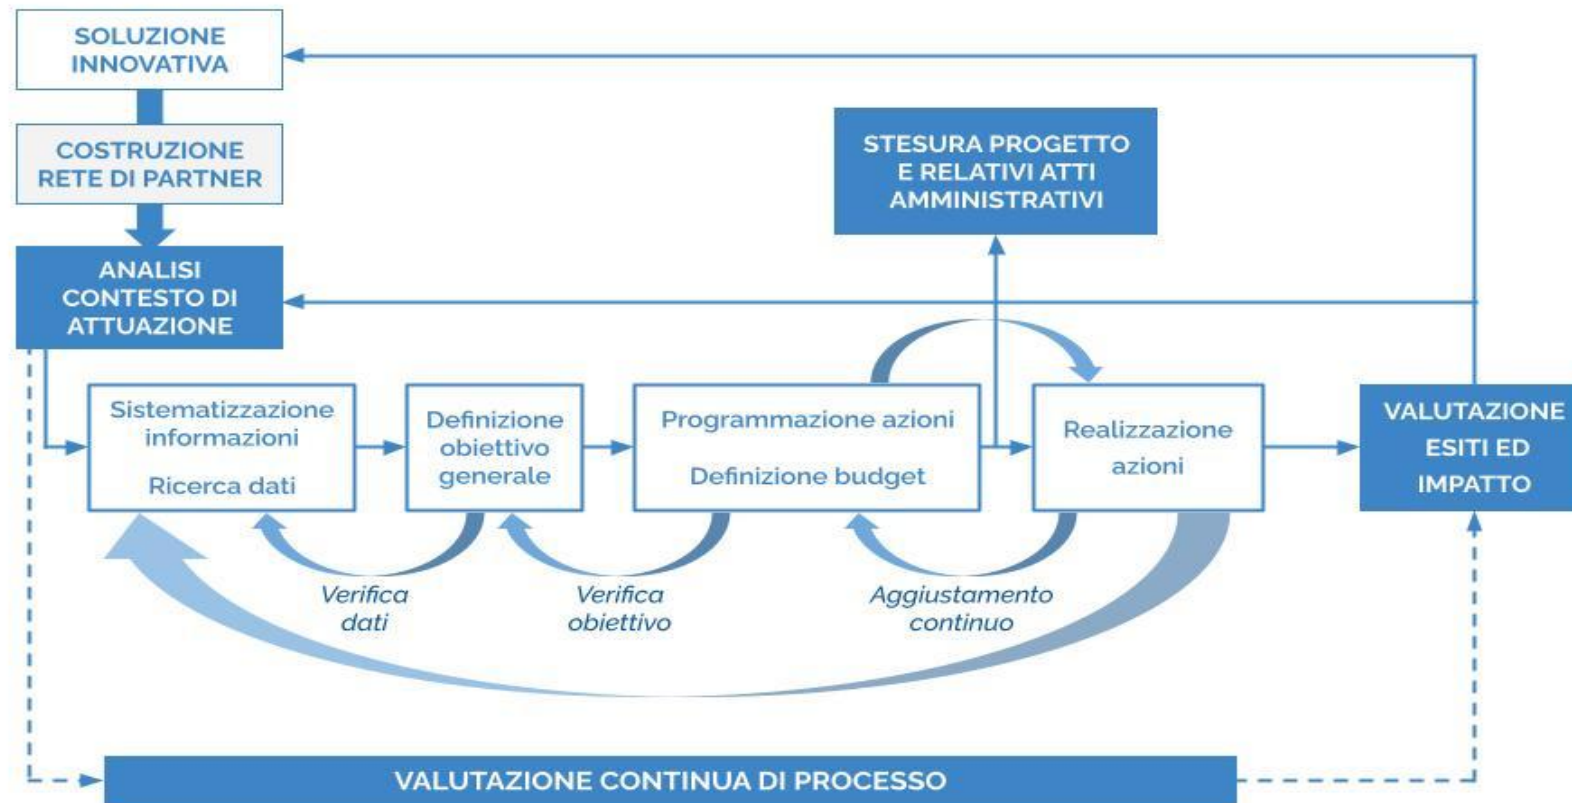 SOLUZIONE
INNOVATIVA
COSTRUZIONE
RETE DI PARTNER
ANALISI
CONTESTO DI
ATTUAZIONE
STESURA PROGETTO
E RELATIVI ATTI
AMMINISTRATIVI
Sistematizzazione
informazioni
Ricerca dati
Definizione
obiettivo
generale
Programmazione azioni
Definizione budget
Realizzazione
azioni
VALUTAZIONE
ESITI ED
IMPATTO
Verifica
dati
Verifica
obiettivo
Aggiustamento
continuo
VALUTAZIONE CONTINUA DI PROCESSO